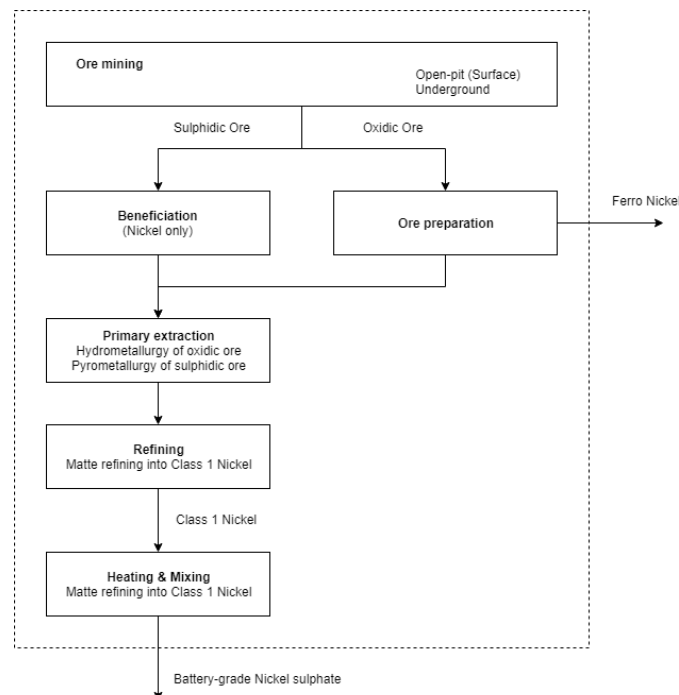 Ore mining
Open-pit (Surface)
Underground
Sulphidic Ore
Oxidic Ore
Ferro Nickel
Beneficiation
(Nickel only)
Ore preparation
Primary extraction
Hydrometallurgy of oxidic ore
Pyrometallurgy of sulphidic ore
Refining
Matte refining into Class 1 Nickel
Class 1 Nickel
Heating & Mixing
Matte refining into Class 1 Nickel
Battery-grade Nickel sulphate